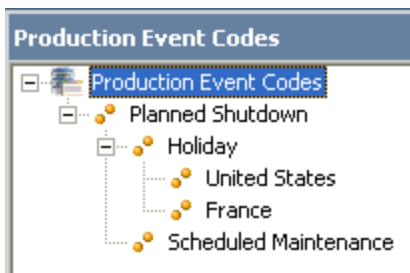 Production Event Codes
Production Event Codes
Planned Shutdown
Holiday
United States
France
Scheduled Maintenance